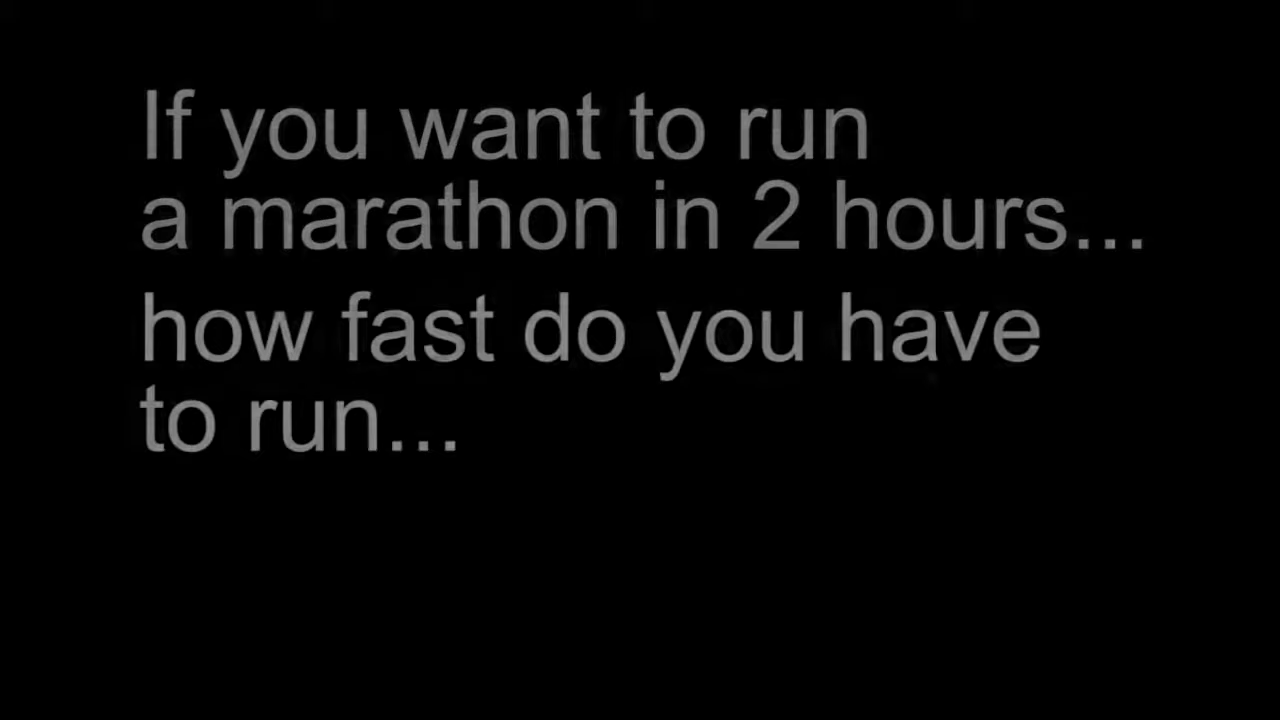 If you want to run
a marathon in 2 hours...
how fast do you have
to run...